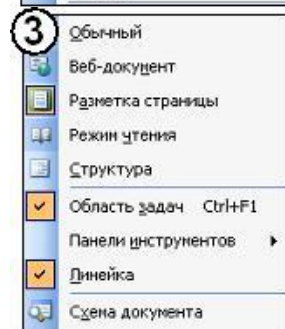 3
Обычный
Веб-документ
Разметка страницы
Режим чтения
Структура
Область задач Ctrl+F1
Панели инструментов
Линейка
Схема документа